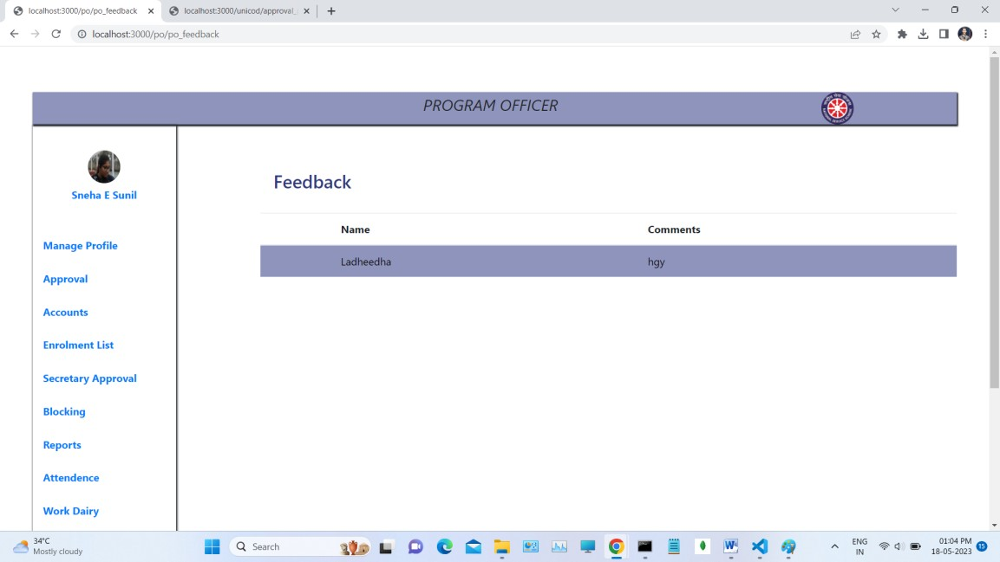 localhost:3000/po/po_feedback
localhost:3000/unicod/approval_
localhost:3000/po/po_feedback
PROGRAM OFFICER
Sneha E Sunil
Manage Profile
Approval
Accounts
Enrolment List
Secretary Approval
Blocking
Reports
Attendence
Work Dairy
Feedback
Name Comments
Ladheedha hgy
34°C
Mostly cloudy
Search
ENG
IN
01:04 PM
18-05-2023
15